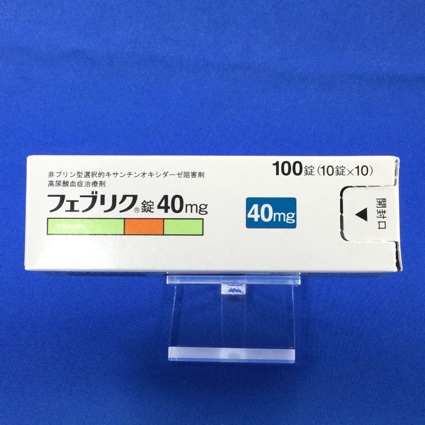 非プリン型選択的キサンチンオキシダーゼ阻害剤
高尿酸血症治療剤
フェブリク®錠40mg
100錠(10錠×10)
40mg
開封口